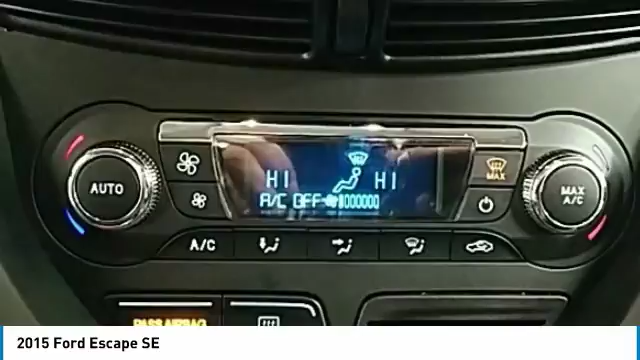 AUTO
HI HI
A/C OFF
MAX
MAX
A/C
A/C
PASS AIRBAG
2015 Ford Escape SE